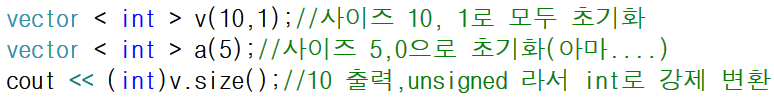 vector < int > v(10,1);//사이즈 10, 1로 모두 초기화
vector < int > a(5);//사이즈 5,0으로 초기화(아마....)
cout << (int)v.size();//10 출력,unsigned 라서 int로 강제 변환